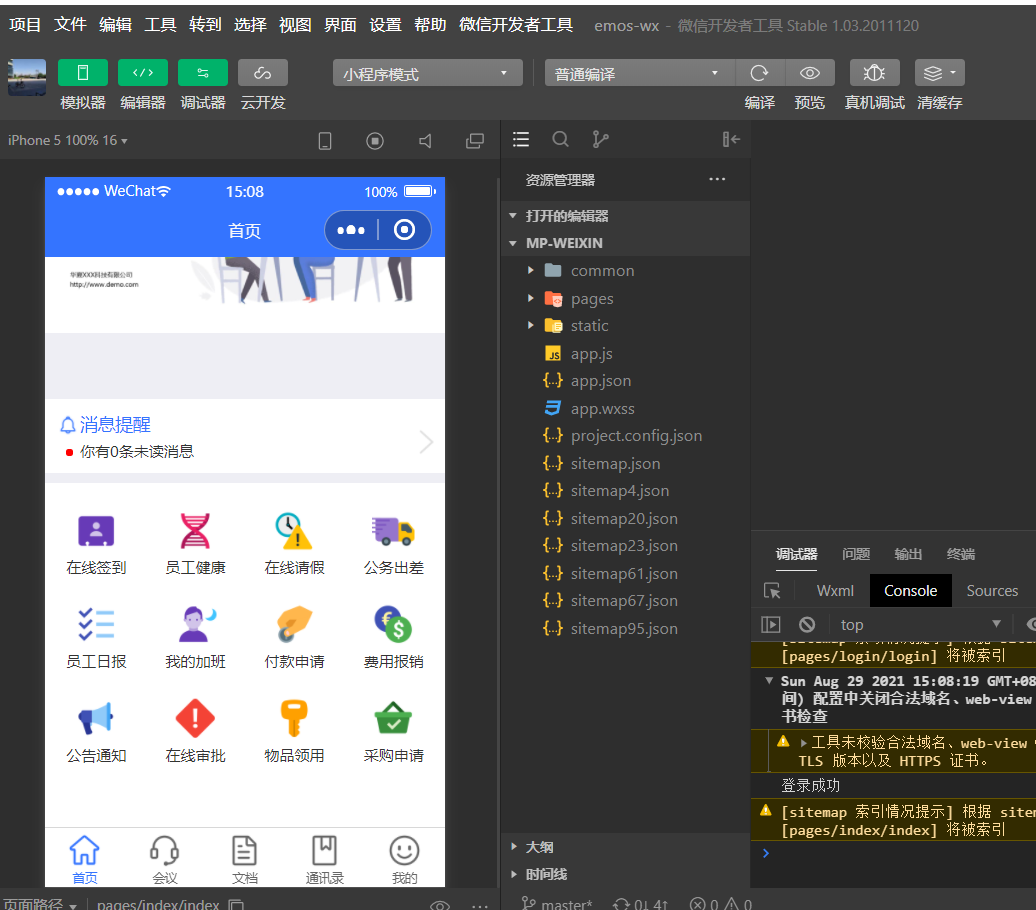 项目 文件 编辑 工具 转到 选择 视图 界面 设置 帮助 微信开发者工具 emos-wx - 微信开发者工具 Stable 1.03.2011120
小程序模式 普通编译
模拟器 编辑器 调试器 云开发 编译 预览 真机调试 清缓存
iPhone 5 100% 16
WeChat 15:08 100%
首页
华夏XXX科技有限公司
http://www.demo.com
消息提醒
你有0条未读消息
在线签到 员工健康 在线请假 公务出差
员工日报 我的加班 付款申请 费用报销
公告通知 在线审批 物品领用 采购申请
首页 会议 文档 通讯录 我的
页面路径 pages/index/index
资源管理器
打开的编辑器
MP-WEIXIN
common
pages
static
JS app.js
{..} app.json
app.wxss
{..} project.config.json
{..} sitemap.json
{..} sitemap4.json
{..} sitemap20.json
{..} sitemap23.json
{..} sitemap61.json
{..} sitemap67.json
{..} sitemap95.json
大纲
时间线
master* 0↓ 4↑ 0 0
调试器 问题 输出 终端
Wxml Console Sources
top
[sitemap 索引情况提示] 根据 sitem
[pages/login/login] 将被索引
Sun Aug 29 2021 15:08:19 GMT+08
间) 配置中关闭合法域名、web-view
书检查
工具未校验合法域名、web-view
TLS 版本以及 HTTPS 证书。
登录成功
[sitemap 索引情况提示] 根据 sitem
[pages/index/index] 将被索引